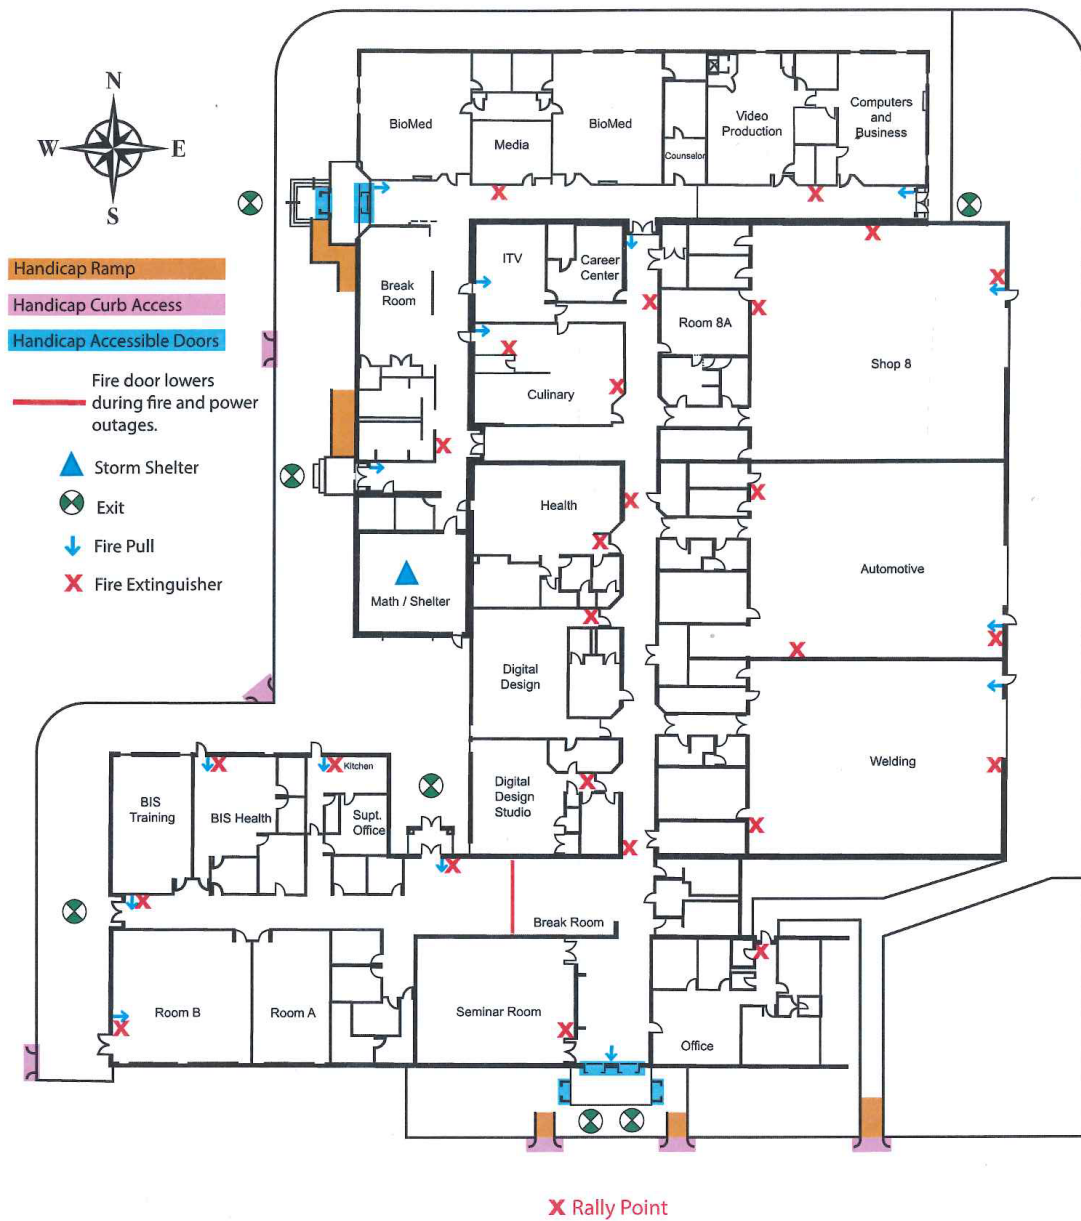 N
W
E
S
Handicap Ramp
Handicap Curb Access
Handicap Accessible Doors
Fire door lowers
during fire and power
outages.
Storm Shelter
Exit
Fire Pull
X Fire Extinguisher
BioMed
Media
BioMed
Counselor
Video
Production
Computers
and
Business
ITV
Career
Center
Break
Room
Room 8A
Shop 8
Culinary
Health
Math / Shelter
Automotive
Digital
Design
Digital
Design
Studio
Welding
BIS
Training
BIS Health
Kitchen
Supt.
Office
Break Room
Room B
Room A
Seminar Room
Office
X Rally Point